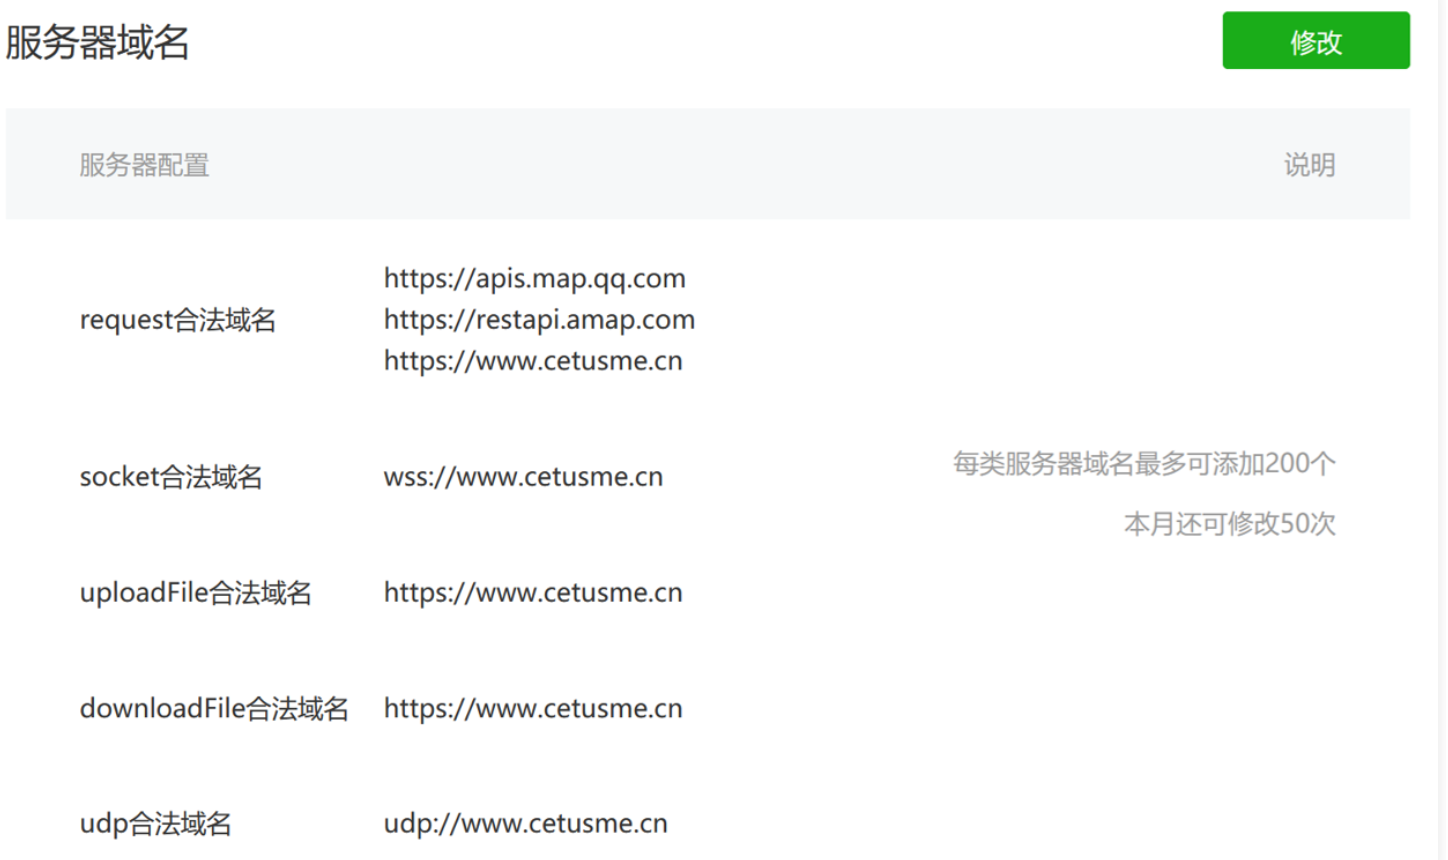 服务器域名
修改
服务器配置
说明
request合法域名
https://apis.map.qq.com
https://restapi.amap.com
https://www.cetusme.cn
socket合法域名
wss://www.cetusme.cn
每类服务器域名最多可添加200个
本月还可修改50次
uploadFile合法域名
https://www.cetusme.cn
downloadFile合法域名
https://www.cetusme.cn
udp合法域名
udp://www.cetusme.cn